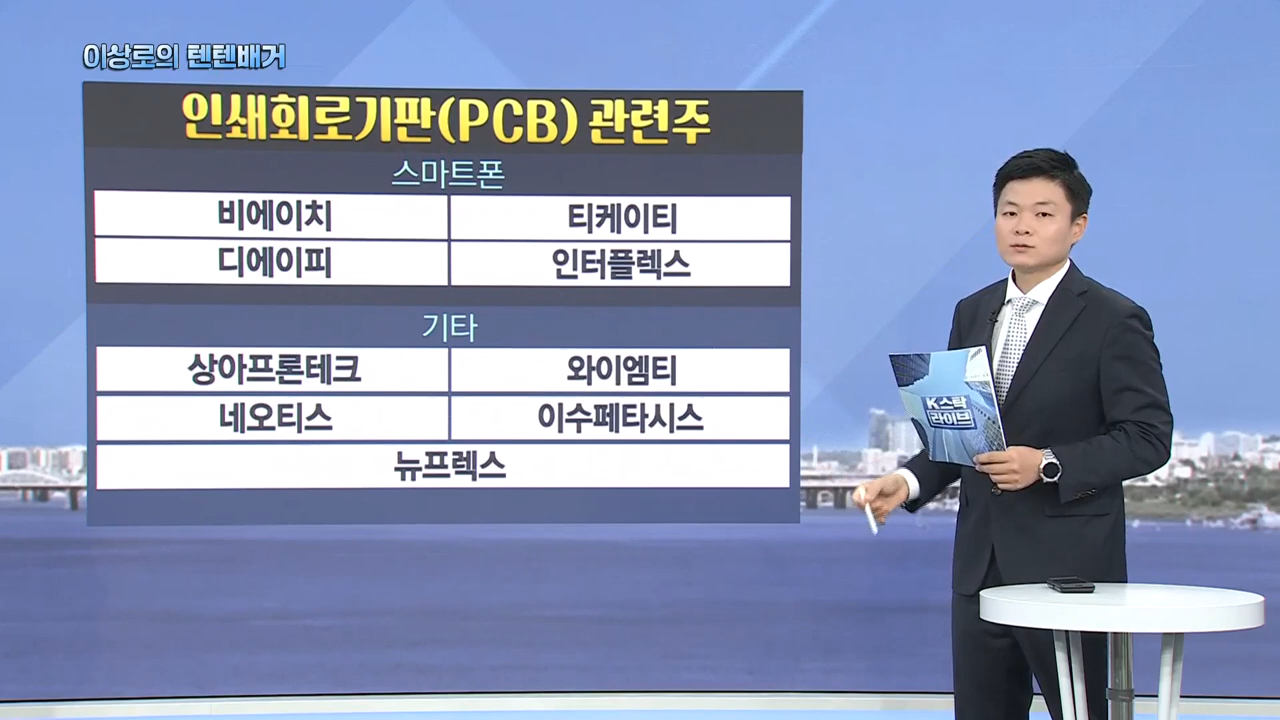 이상로의 텐텐배거
인쇄회로기판(PCB) 관련주
스마트폰
비에이치 티케이티
디에이피 인터플렉스
기타
상아프론테크 와이엠티
네오티스 이수페타시스
뉴프렉스
K스탁
라이브